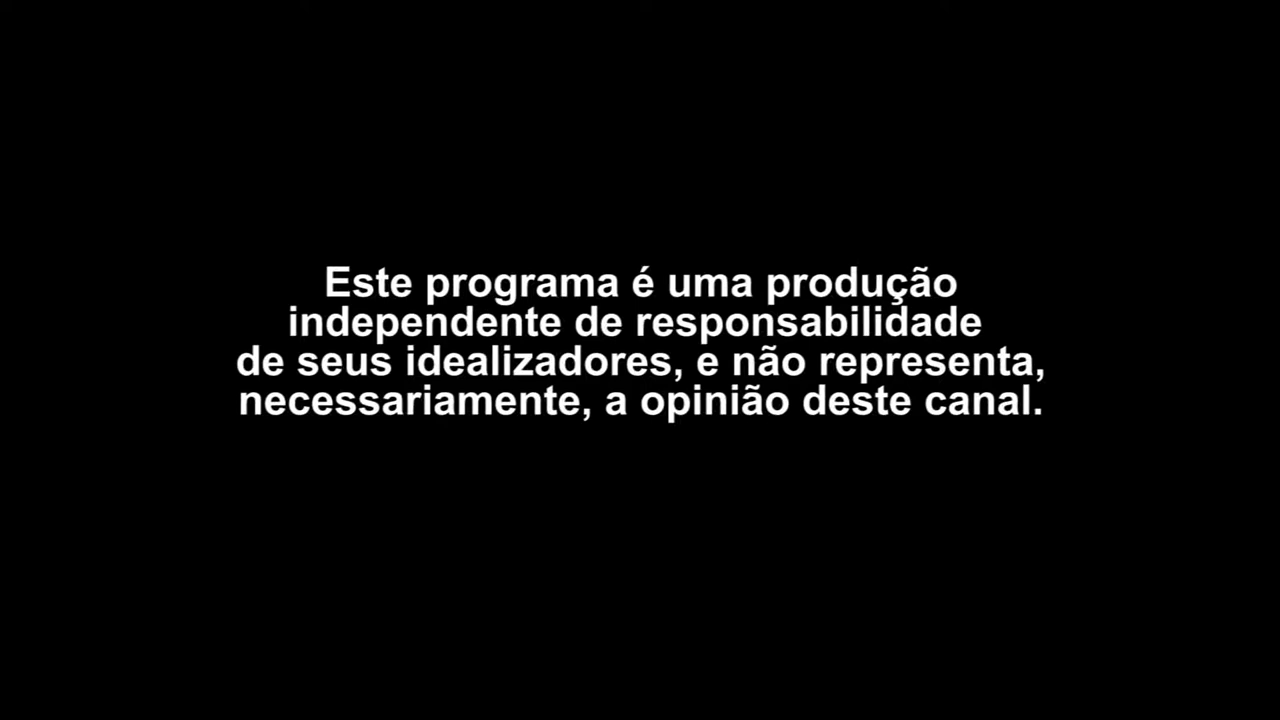 Este programa é uma produção
independente de responsabilidade
de seus idealizadores, e não representa,
necessariamente, a opinião deste canal.